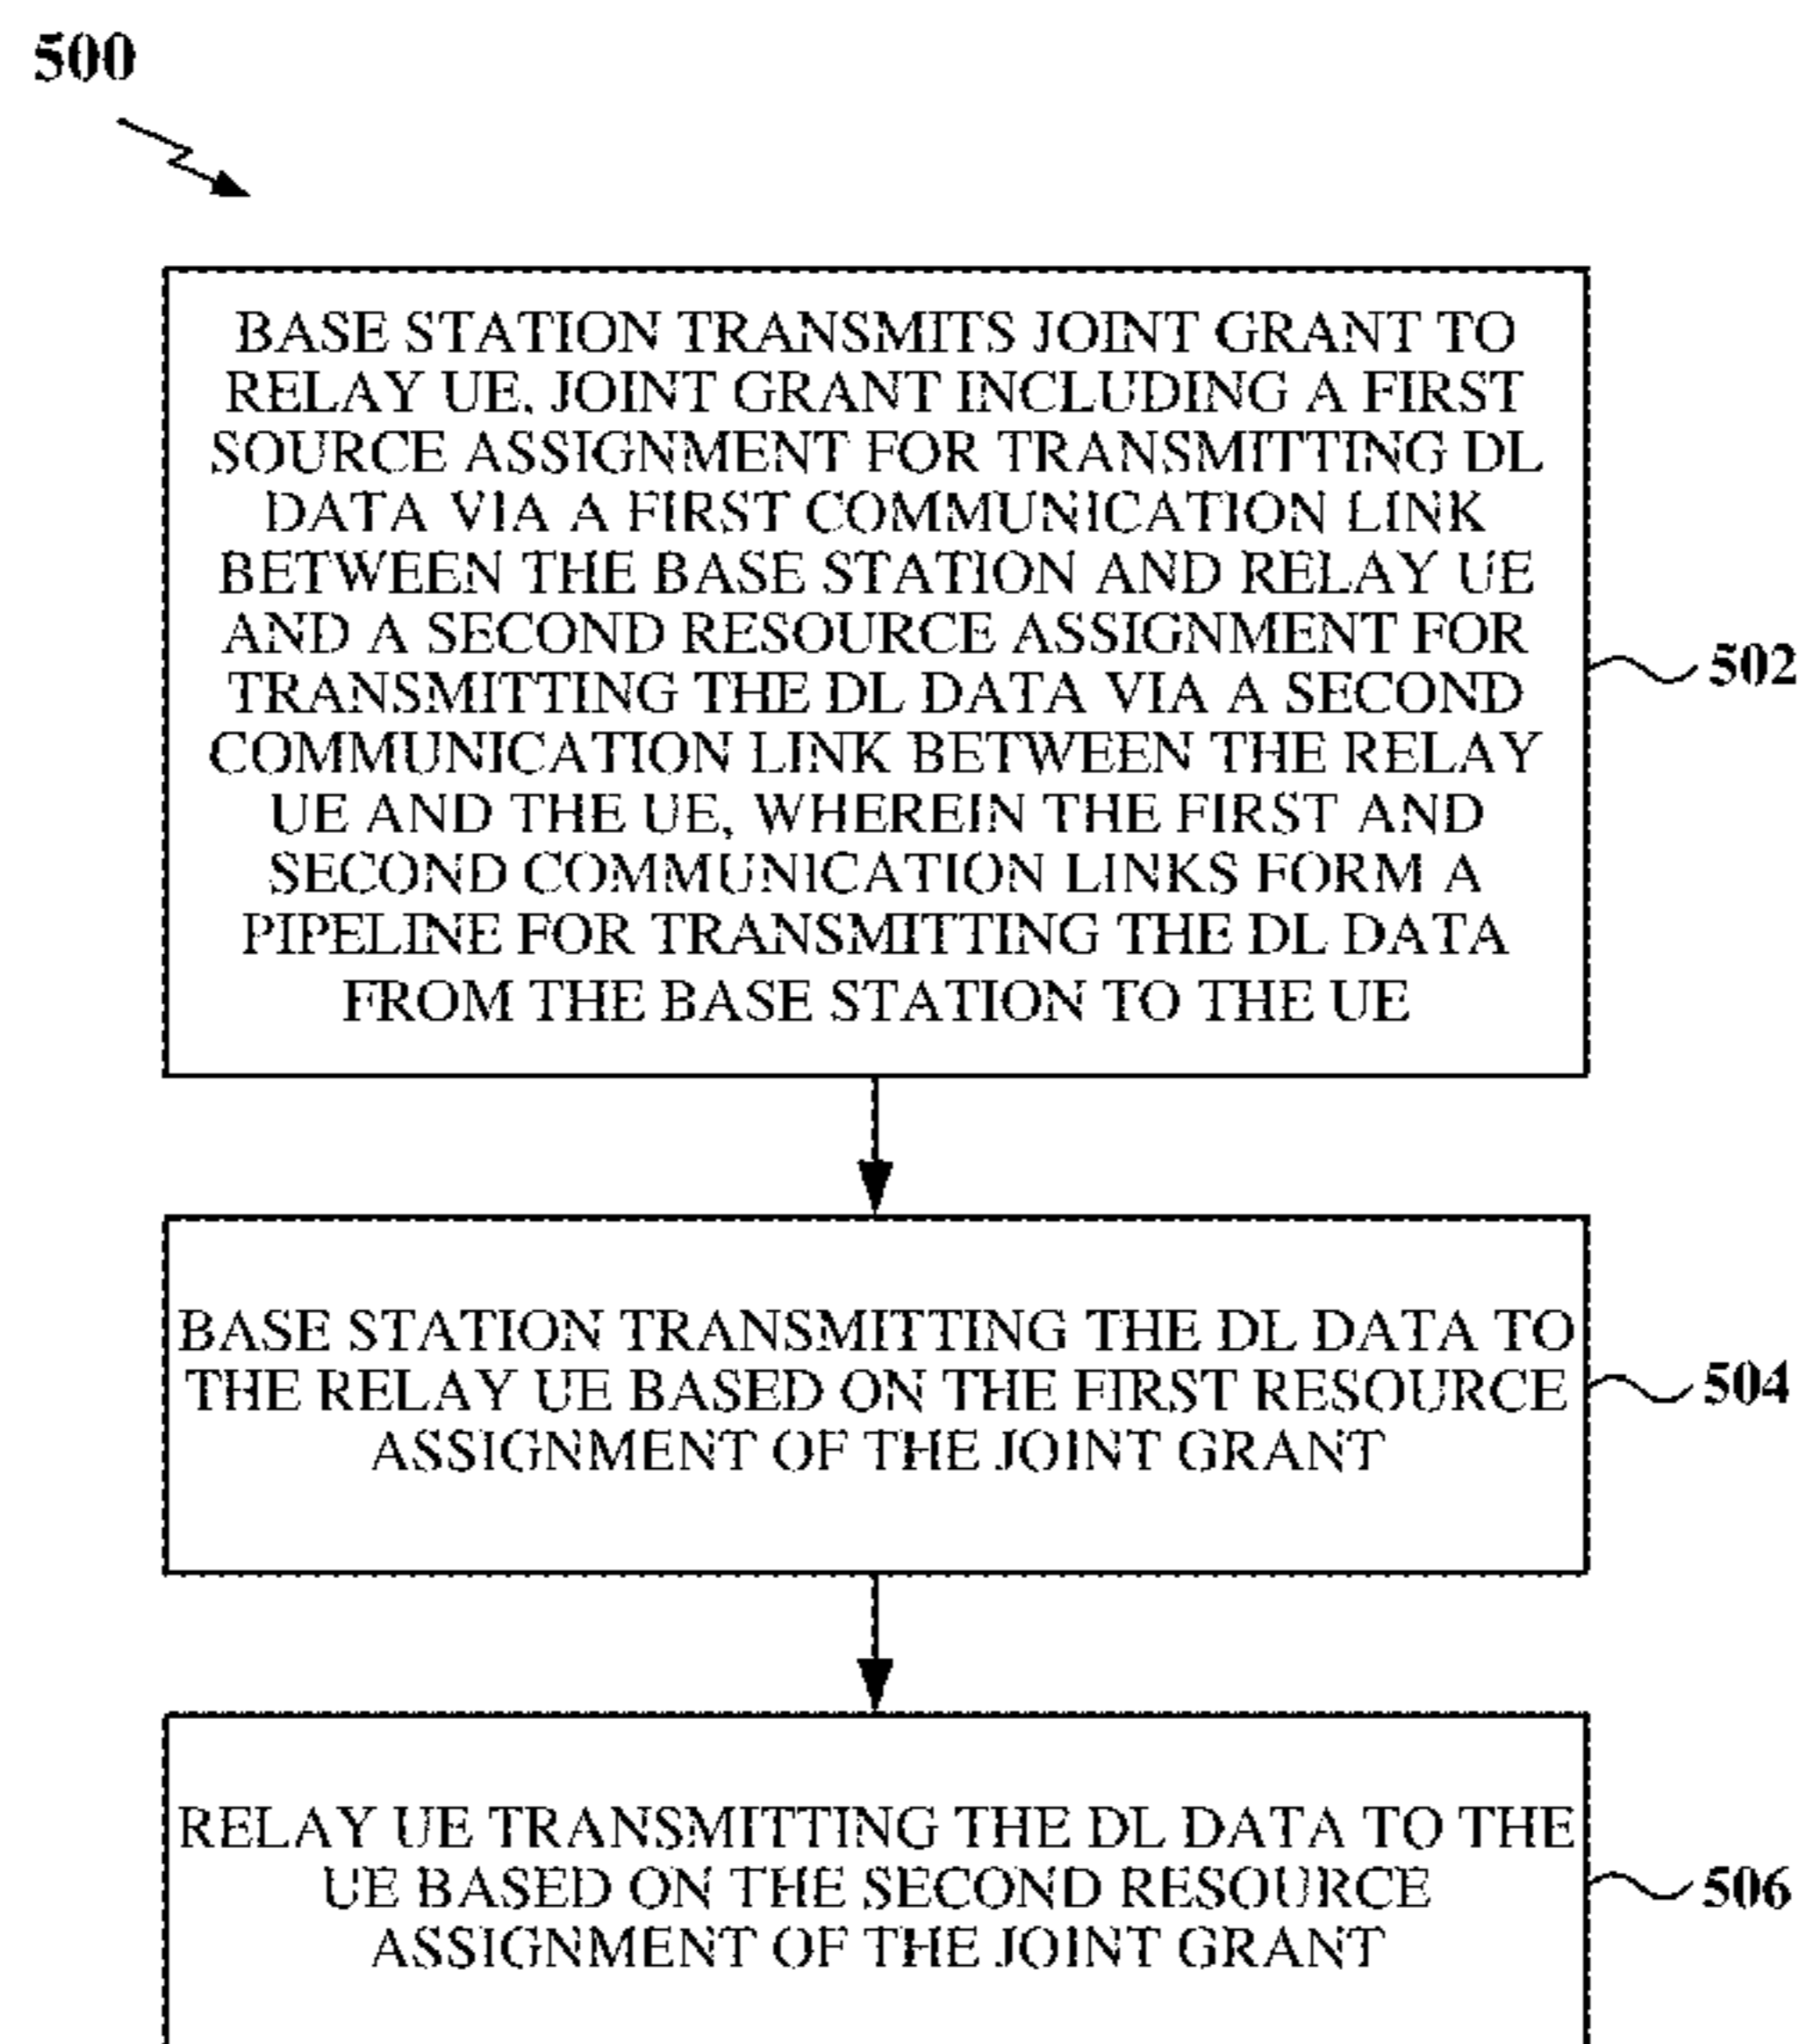 500
BASE STATION TRANSMITS JOINT GRANT TO
RELAY UE, JOINT GRANT INCLUDING A FIRST
SOURCE ASSIGNMENT FOR TRANSMITTING DL
DATA VIA A FIRST COMMUNICATION LINK
BETWEEN THE BASE STATION AND RELAY UE
AND A SECOND RESOURCE ASSIGNMENT FOR
TRANSMITTING THE DL DATA VIA A SECOND
COMMUNICATION LINK BETWEEN THE RELAY
UE AND THE UE, WHEREIN THE FIRST AND
SECOND COMMUNICATION LINKS FORM A
PIPELINE FOR TRANSMITTING THE DL DATA
FROM THE BASE STATION TO THE UE
502
BASE STATION TRANSMITTING THE DL DATA TO
THE RELAY UE BASED ON THE FIRST RESOURCE
ASSIGNMENT OF THE JOINT GRANT
504
RELAY UE TRANSMITTING THE DL DATA TO THE
UE BASED ON THE SECOND RESOURCE
ASSIGNMENT OF THE JOINT GRANT
506